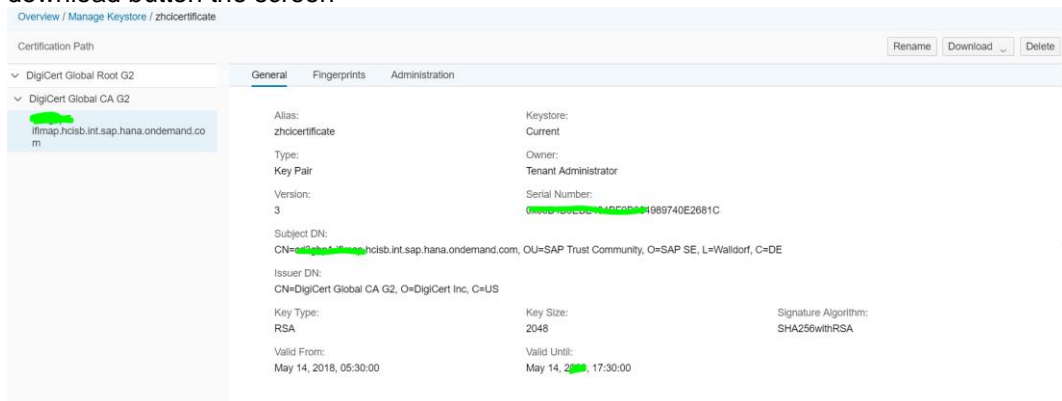 download button the screen
Overview / Manage Keystore / zhcicertificate
Certification Path
Rename Download Delete
DigiCert Global Root G2
General Fingerprints Administration
DigiCert Global CA G2
iflmap.hcisb.int.sap.hana.ondemand.co
m
Alias: Keystore:
zhcicertificate Current
Type: Owner:
Key Pair Tenant Administrator
Version: Serial Number:
3 4989740E2681C
Subject DN:
CN= hcisb.int.sap.hana.ondemand.com, OU=SAP Trust Community, O=SAP SE, L=Walldorf, C=DE
Issuer DN:
CN=DigiCert Global CA G2, O=DigiCert Inc, C=US
Key Type: Key Size: Signature Algorithm:
RSA 2048 SHA256withRSA
Valid From: Valid Until:
May 14, 2018, 05:30:00 May 14, , 17:30:00